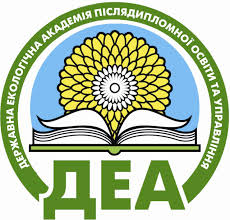 ДЕРЖАВНА ЕКОЛОГІЧНА АКАДЕМІЯ ПІСЛЯДИПЛОМНОЇ ОСВІТИ ТА УПРАВЛІННЯ
ДЕА